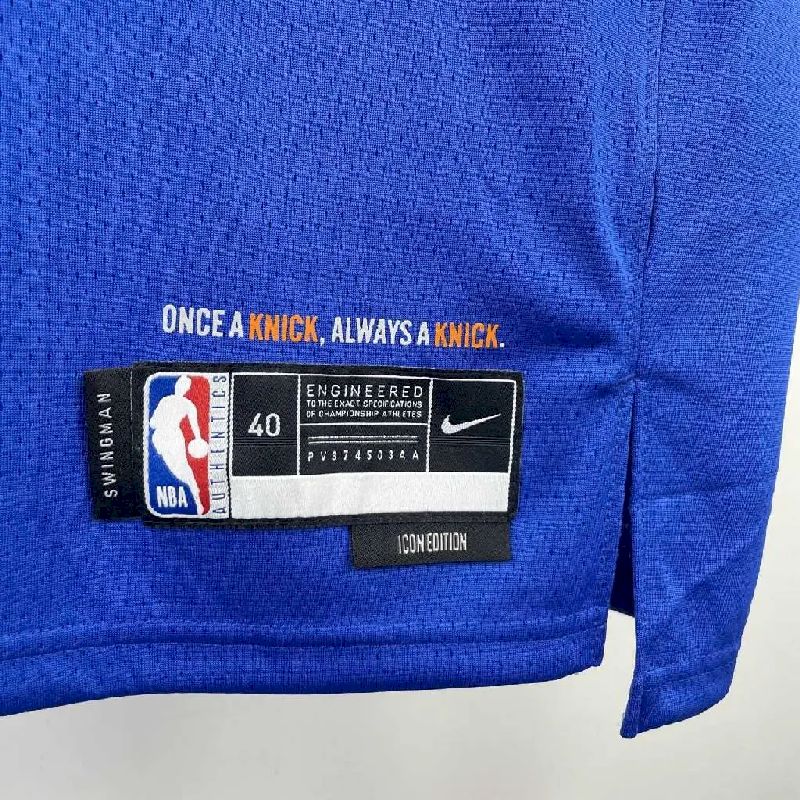 ONCE A KNICK, ALWAYS A KNICK.
SWINGMAN
NBA
AUTHENTICS
40
ENGINEERED
TO THE EXACT SPECIFICATIONS
OF CHAMPIONSHIP ATHLETES
ICON EDITION